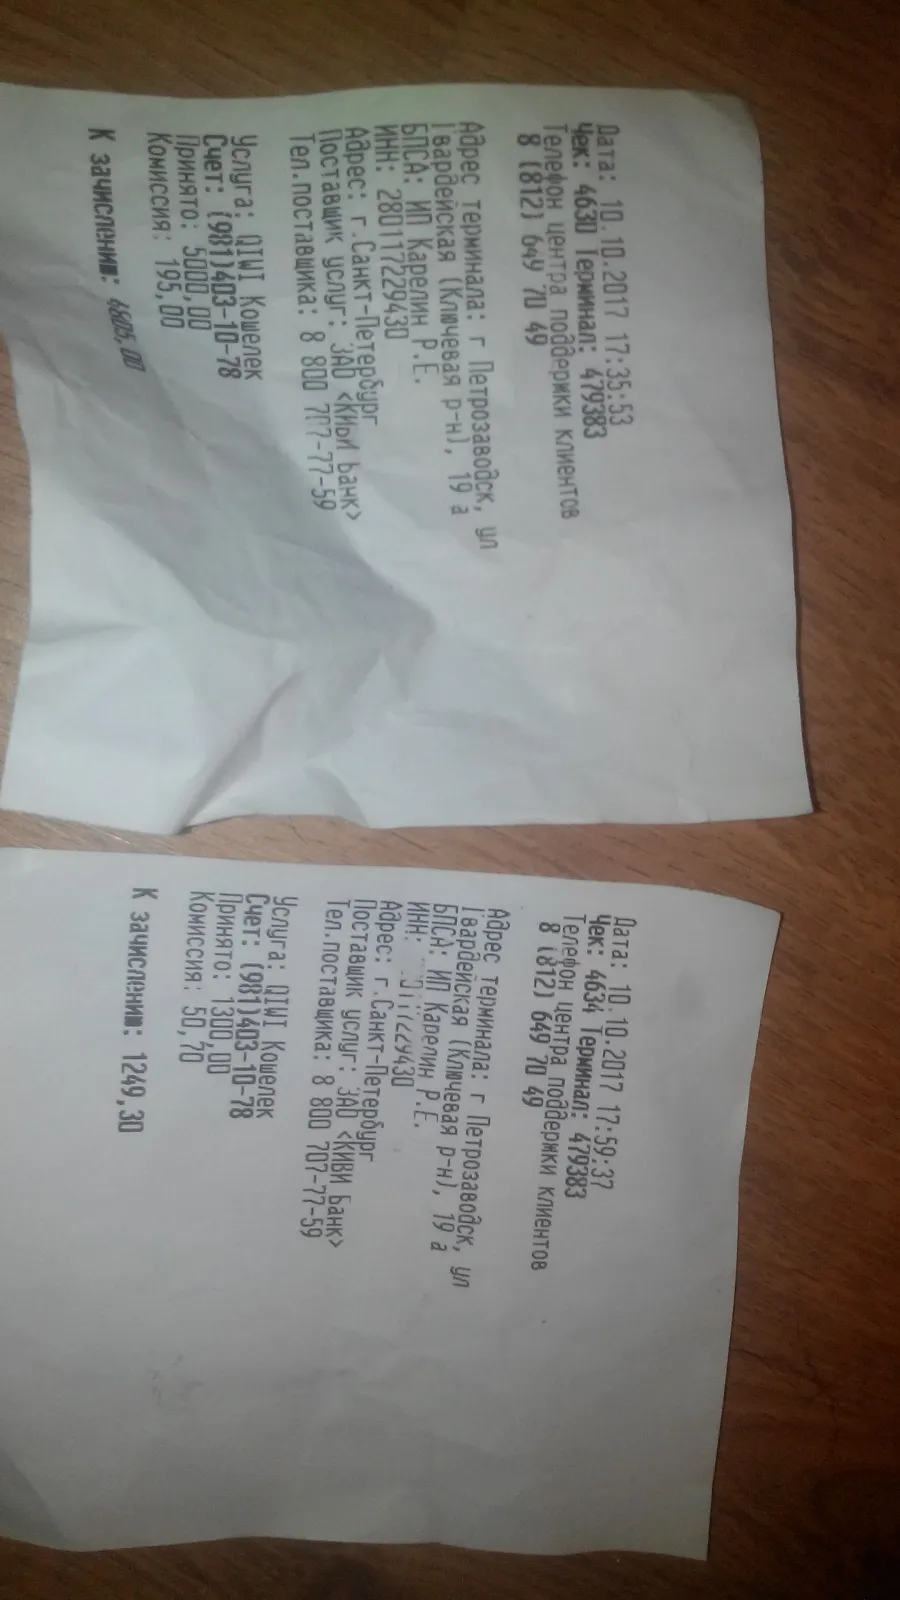 Дата: 10.10.2017 17:35:53
Чек: 4630 Терминал: 479383
Телефон центра поддержки клиентов
8 (812) 649 70 49
Адрес терминала: г Петрозаводск, ул
Гвардейская (Ключевая р-н), 19 а
БПСА: ИП Карелин Р.Е.
ИНН: 280117229430
Адрес: г.Санкт-Петербург
Поставщик услуг: ЗАО <КИВИ Банк>
Тел.поставщика: 8 800 707-77-59
Услуга: QIWI Кошелек
Счет: (981)403-10-78
Принято: 5000,00
Комиссия: 195,00
К зачислению: 4805,00
Дата: 10.10.2017 17:59:37
Чек: 4634 Терминал: 479383
Телефон центра поддержки клиентов
8 (812) 649 70 49
Адрес терминала: г Петрозаводск, ул
Гвардейская (Ключевая р-н), 19 а
БПСА: ИП Карелин Р.Е.
ИНН:
Адрес: г.Санкт-Петербург
Поставщик услуг: ЗАО <КИВИ Банк>
Тел.поставщика: 8 800 707-77-59
Услуга: QIWI Кошелек
Счет: (981)403-10-78
Принято: 1300,00
Комиссия: 50,70
К зачислению: 1249,30